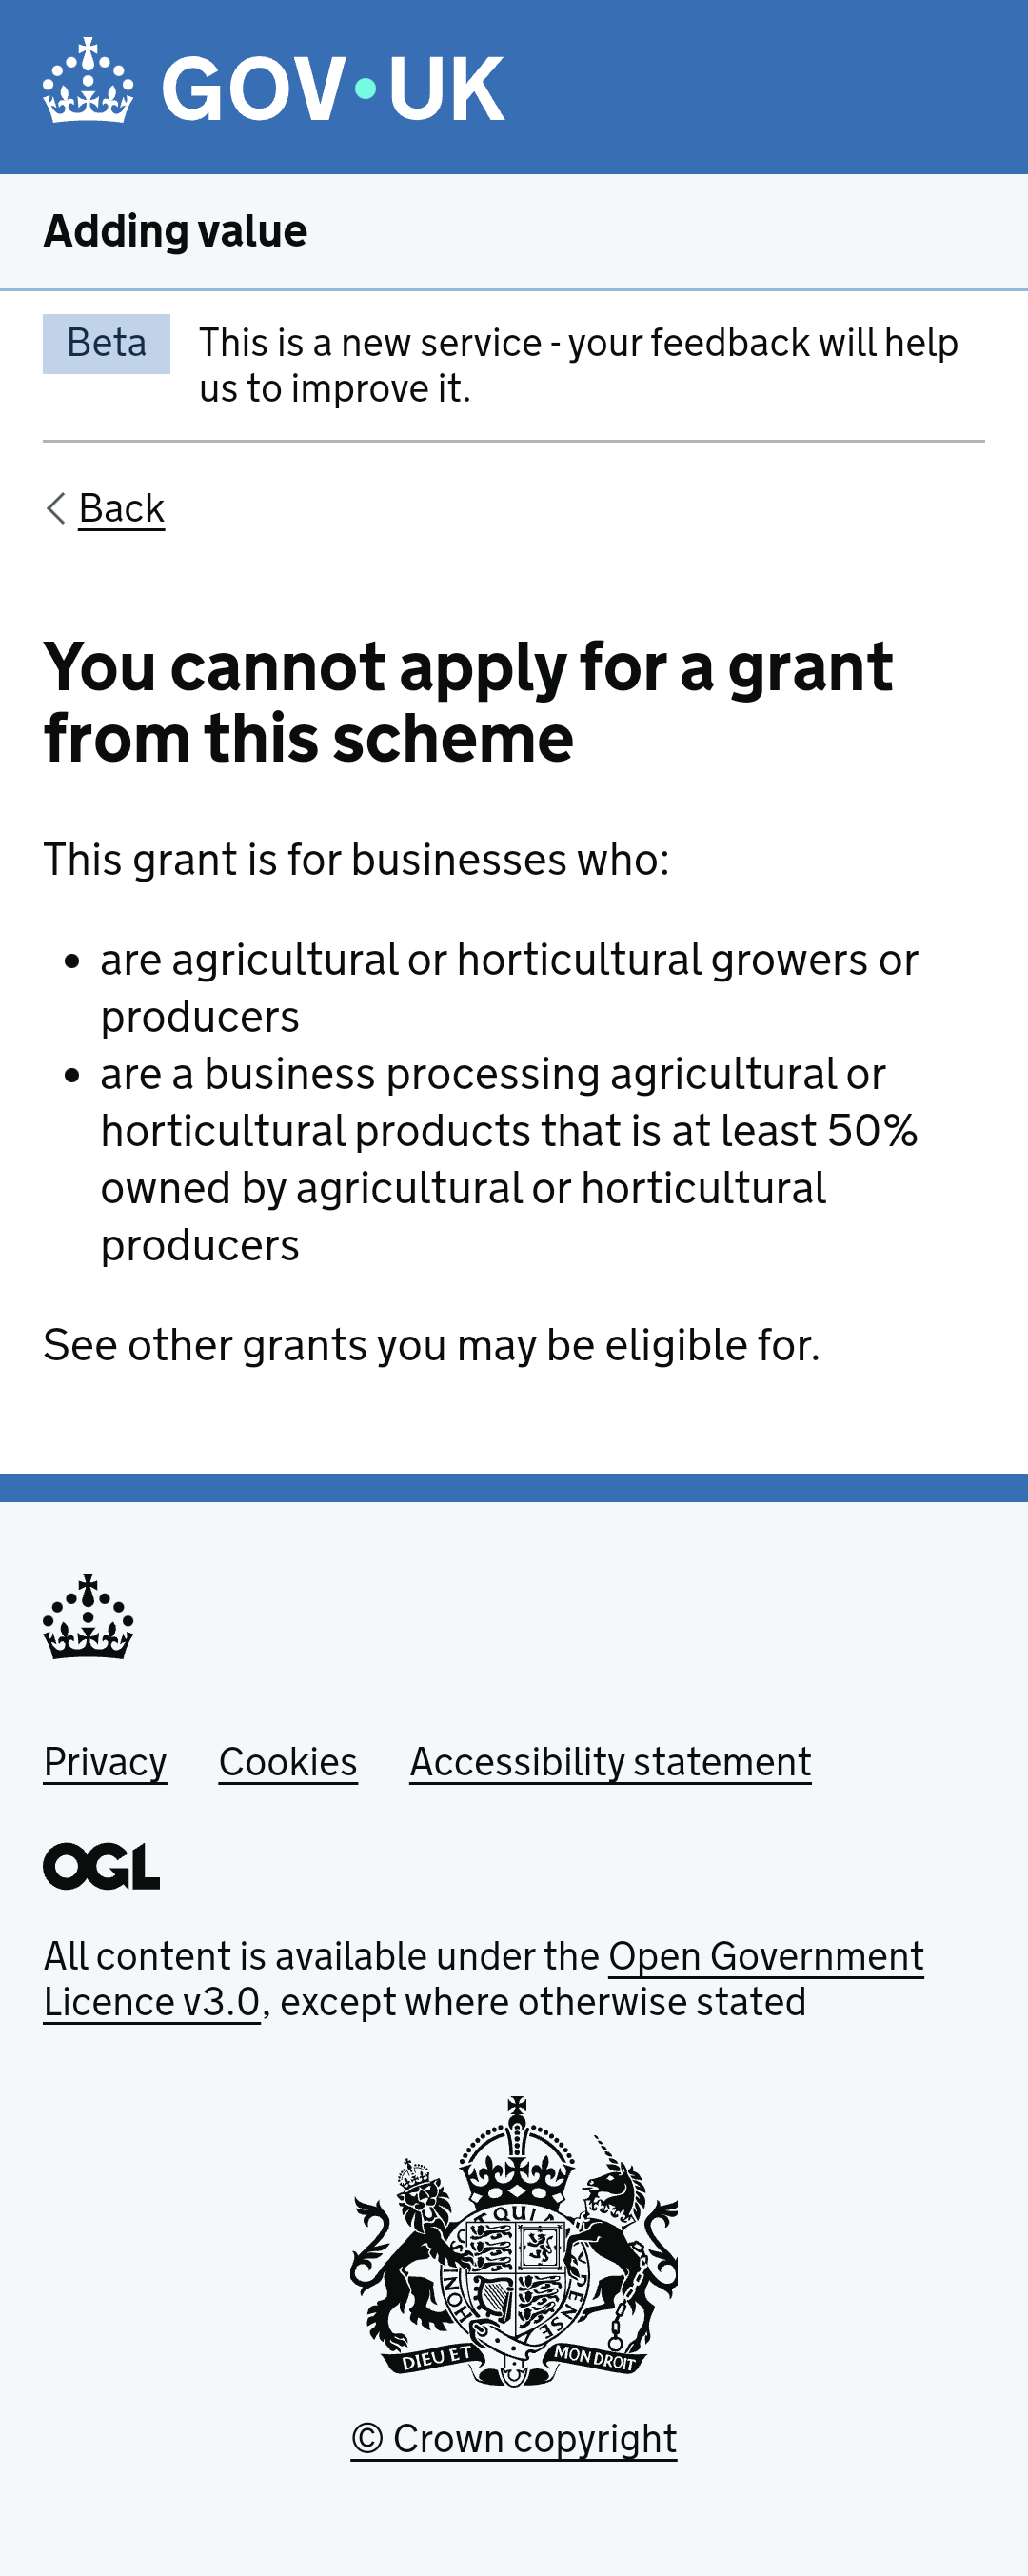 GOV·UK
Adding value
Beta
This is a new service - your feedback will help
us to improve it.
Back
You cannot apply for a grant
from this scheme
This grant is for businesses who:
• are agricultural or horticultural growers or
producers
• are a business processing agricultural or
horticultural products that is at least 50%
owned by agricultural or horticultural
producers
See other grants you may be eligible for.
Privacy Cookies Accessibility statement
OGL
All content is available under the Open Government
Licence v3.0, except where otherwise stated
QUI
HON
PENSE
DIEU ET MON DROIT
© Crown copyright